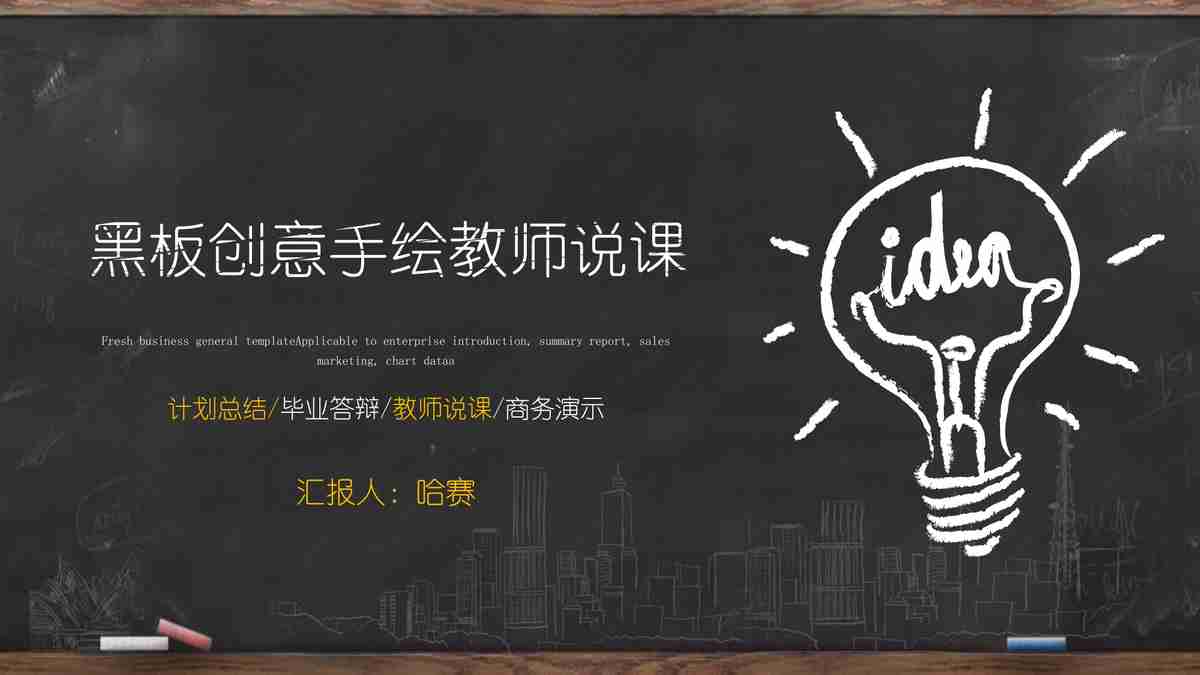 黑板创意手绘教师说课
Fresh business general templateApplicable to enterprise introduction, summary report, sales
marketing, chart dataa
计划总结/毕业答辩/教师说课/商务演示
汇报人：哈赛
idea